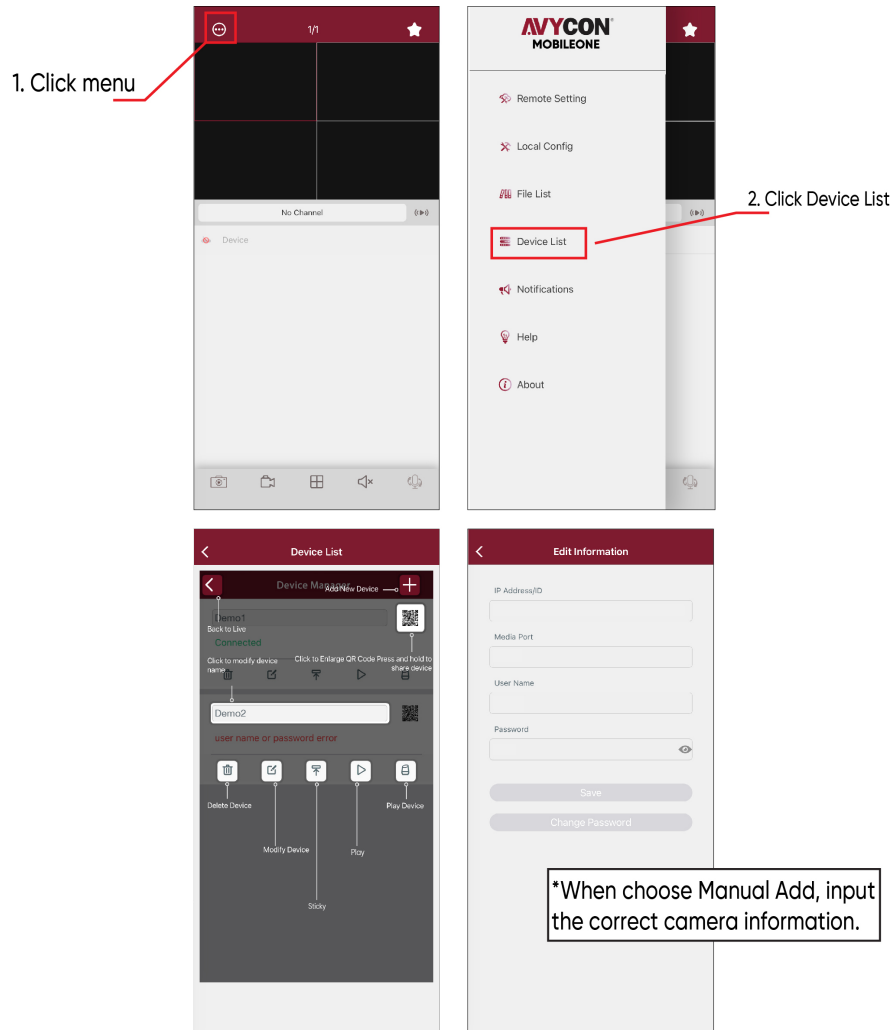 1/1
1. Click menu
No Channel
Device
AVYCON®
MOBILEONE
Remote Setting
Local Config
File List
2. Click Device List
Device List
Notifications
Help
About
Device List
Device Manager
Add New Device
Demo1
Back to Live
Connected
Click to modify device
name
Click to Enlarge QR Code Press and hold to
share device
Demo2
user name or password error
Delete Device
Play Device
Modify Device
Play
Sticky
Edit Information
IP Address/ID
Media Port
User Name
Password
Save
Change Password
*When choose Manual Add, input
the correct camera information.